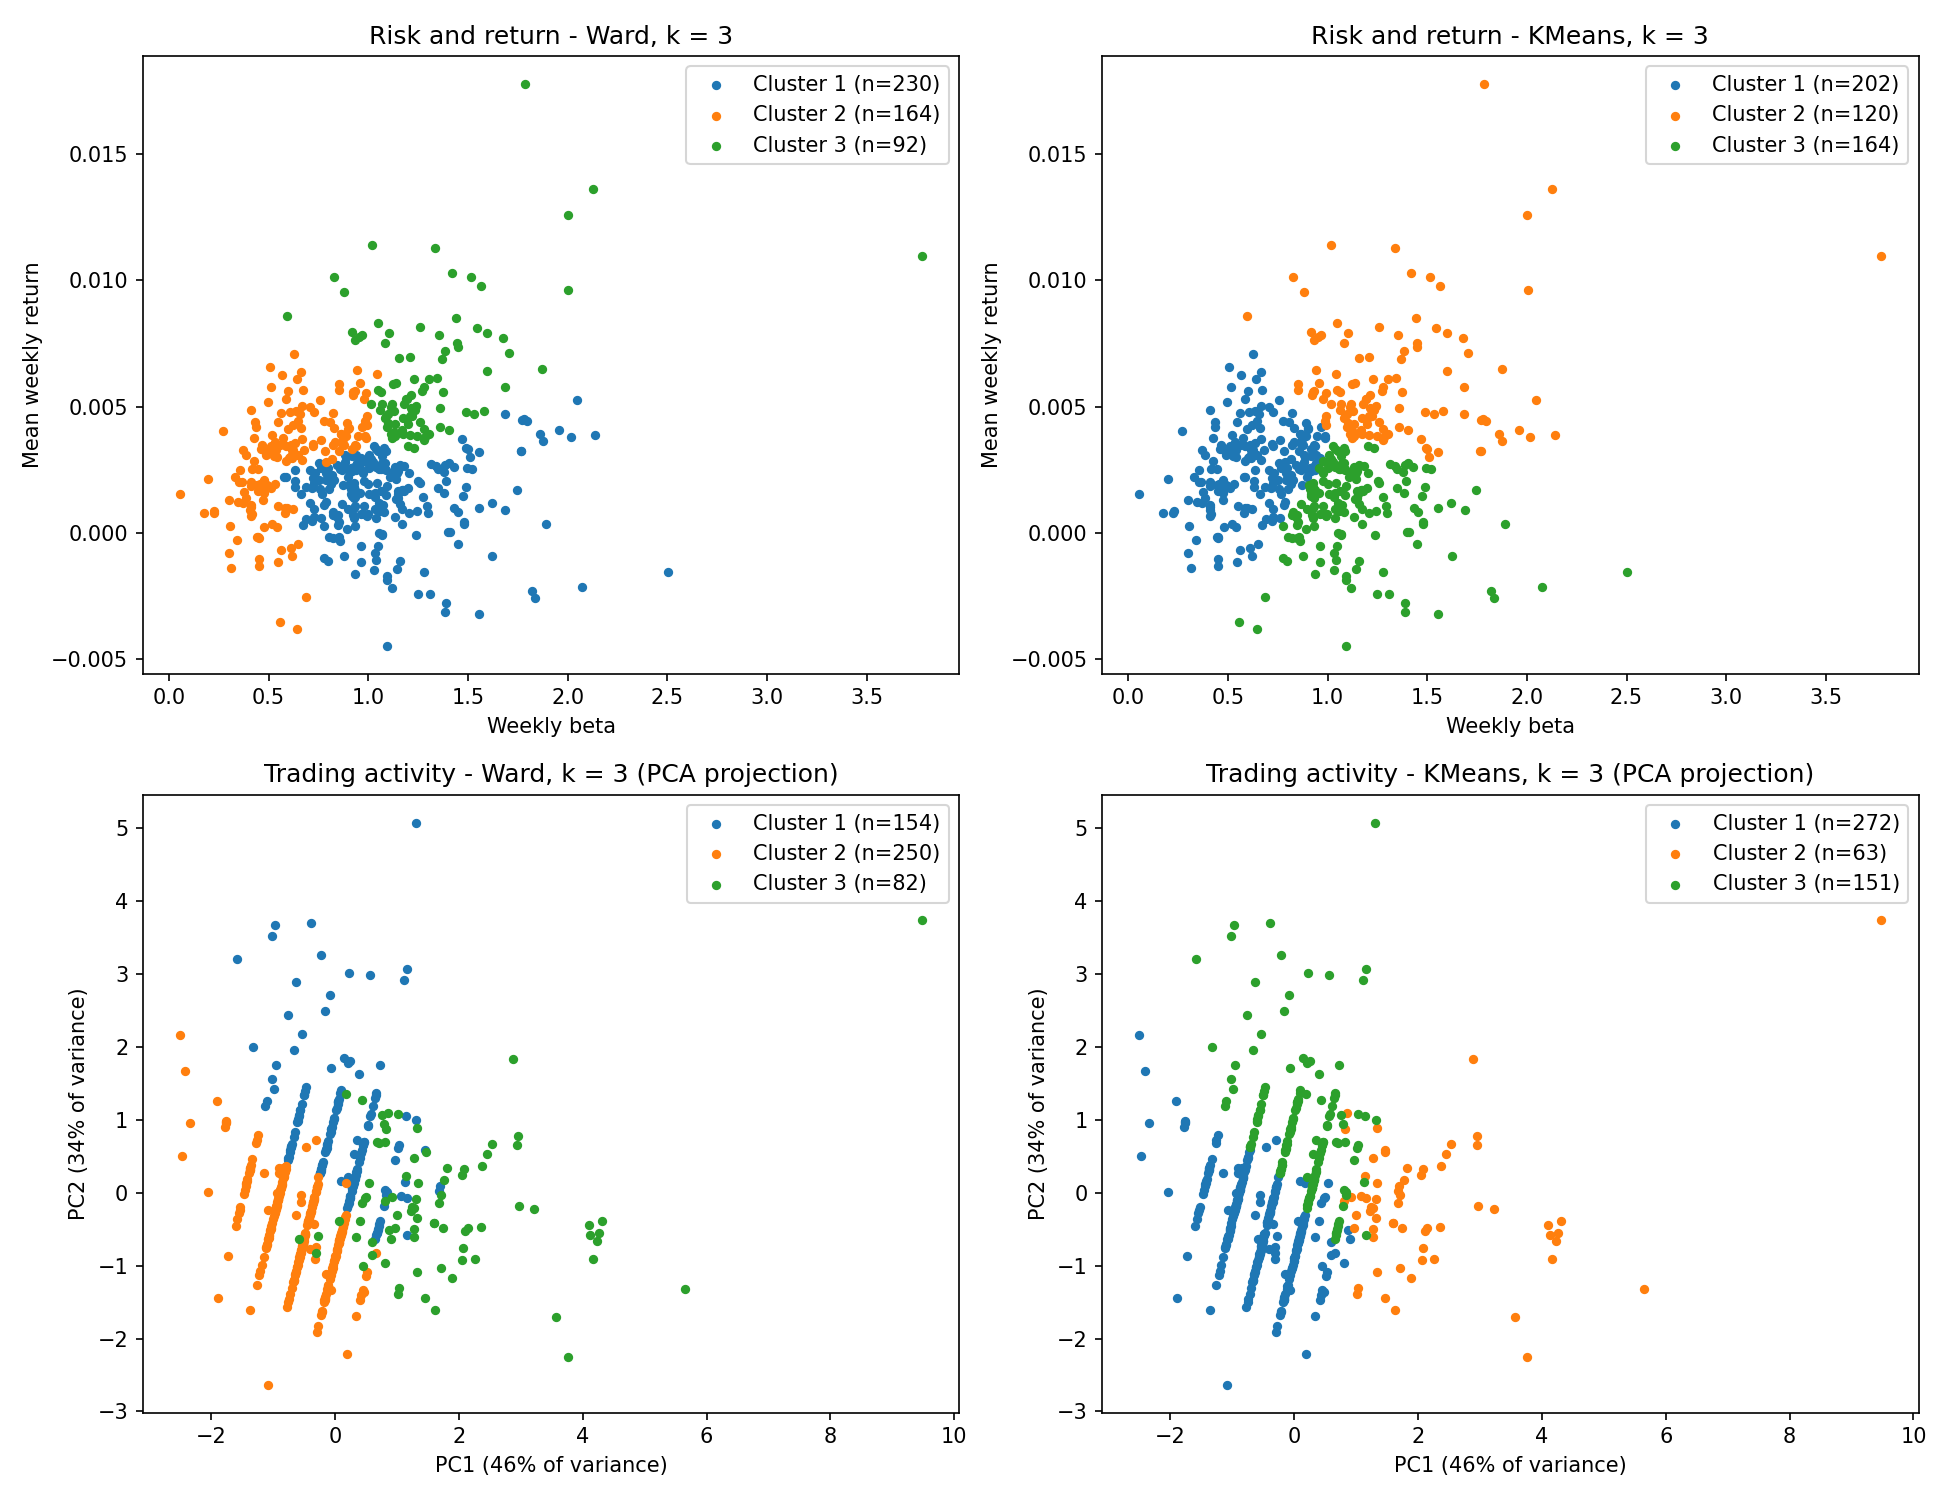 Risk and return - Ward, k = 3
Cluster 1 (n=230)
Cluster 2 (n=164)
Cluster 3 (n=92)
0.015
0.010
0.005
0.000
−0.005
Mean weekly return
0.0 0.5 1.0 1.5 2.0 2.5 3.0 3.5
Weekly beta
Risk and return - KMeans, k = 3
Cluster 1 (n=202)
Cluster 2 (n=120)
Cluster 3 (n=164)
0.015
0.010
0.005
0.000
−0.005
Mean weekly return
0.0 0.5 1.0 1.5 2.0 2.5 3.0 3.5
Weekly beta
Trading activity - Ward, k = 3 (PCA projection)
Cluster 1 (n=154)
Cluster 2 (n=250)
Cluster 3 (n=82)
5
4
3
2
1
0
−1
−2
−3
PC2 (34% of variance)
−2 0 2 4 6 8 10
PC1 (46% of variance)
Trading activity - KMeans, k = 3 (PCA projection)
Cluster 1 (n=272)
Cluster 2 (n=63)
Cluster 3 (n=151)
5
4
3
2
1
0
−1
−2
−3
PC2 (34% of variance)
−2 0 2 4 6 8 10
PC1 (46% of variance)